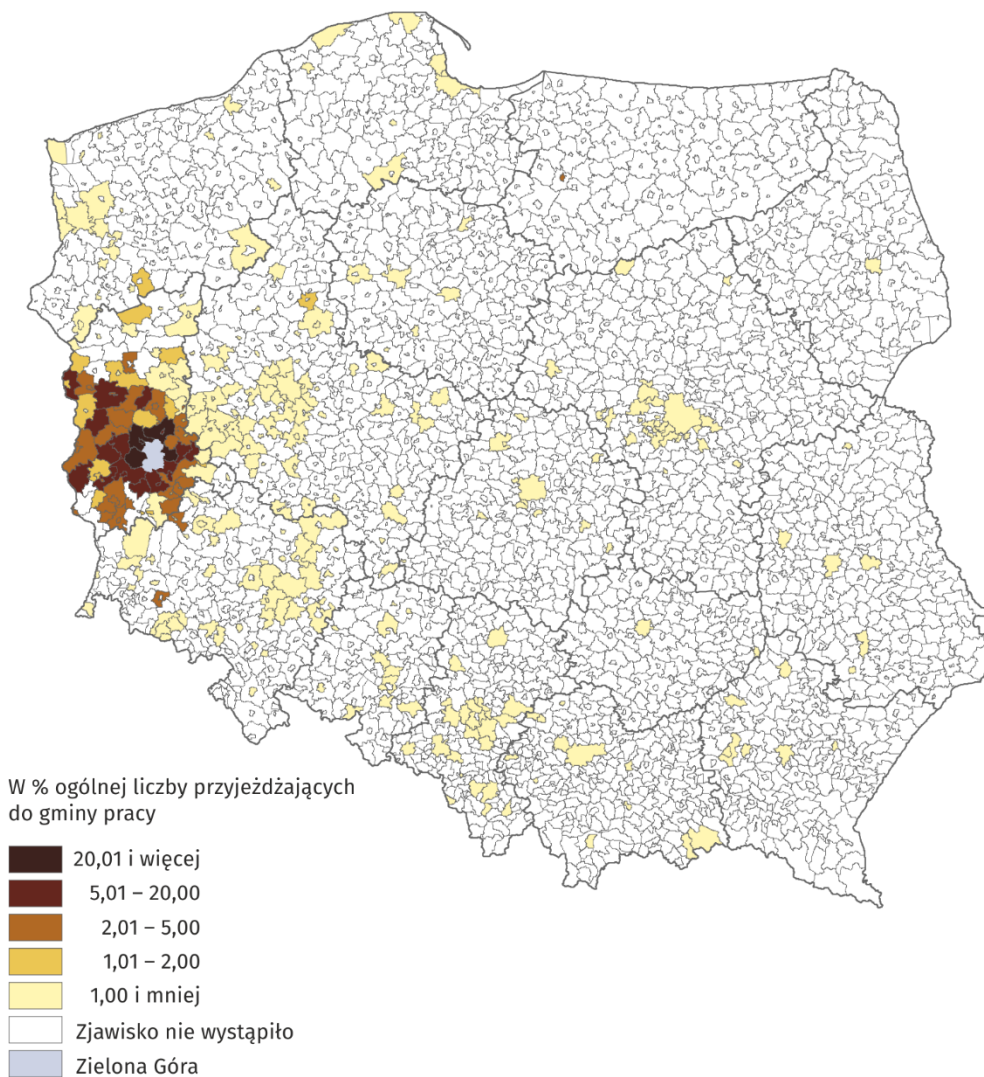 W % ogólnej liczby przyjeżdżających
do gminy pracy
20,01 i więcej
5,01 – 20,00
2,01 – 5,00
1,01 – 2,00
1,00 i mniej
Zjawisko nie wystąpiło
Zielona Góra